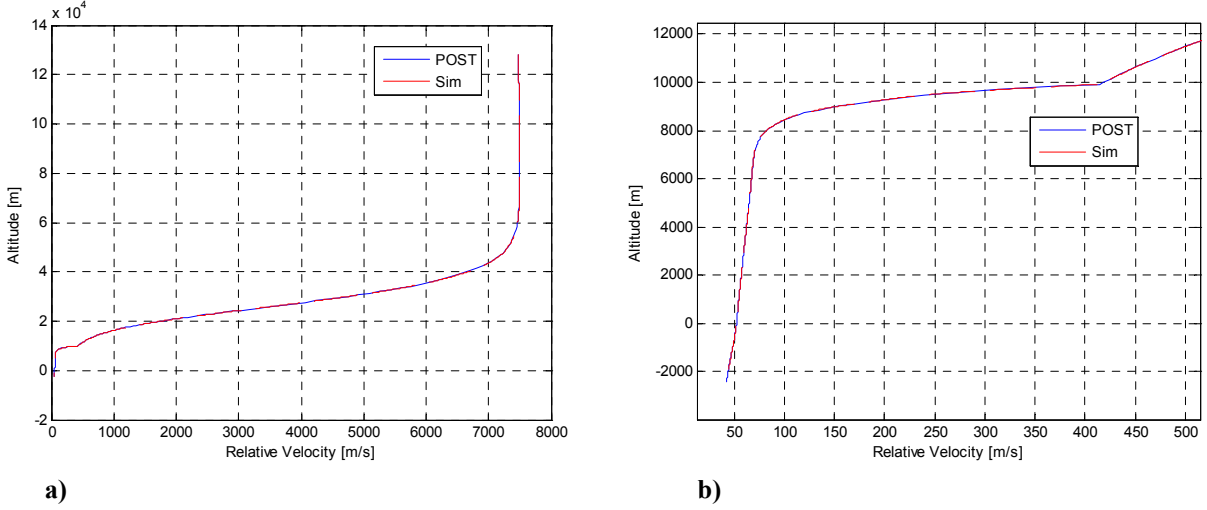 x 10⁴
14
12
10
8
6
4
2
0
-2
Altitude [m]
POST
Sim
0 1000 2000 3000 4000 5000 6000 7000 8000
Relative Velocity [m/s]
a)
12000
10000
8000
6000
4000
2000
0
-2000
Altitude [m]
POST
Sim
50 100 150 200 250 300 350 400 450 500
Relative Velocity [m/s]
b)